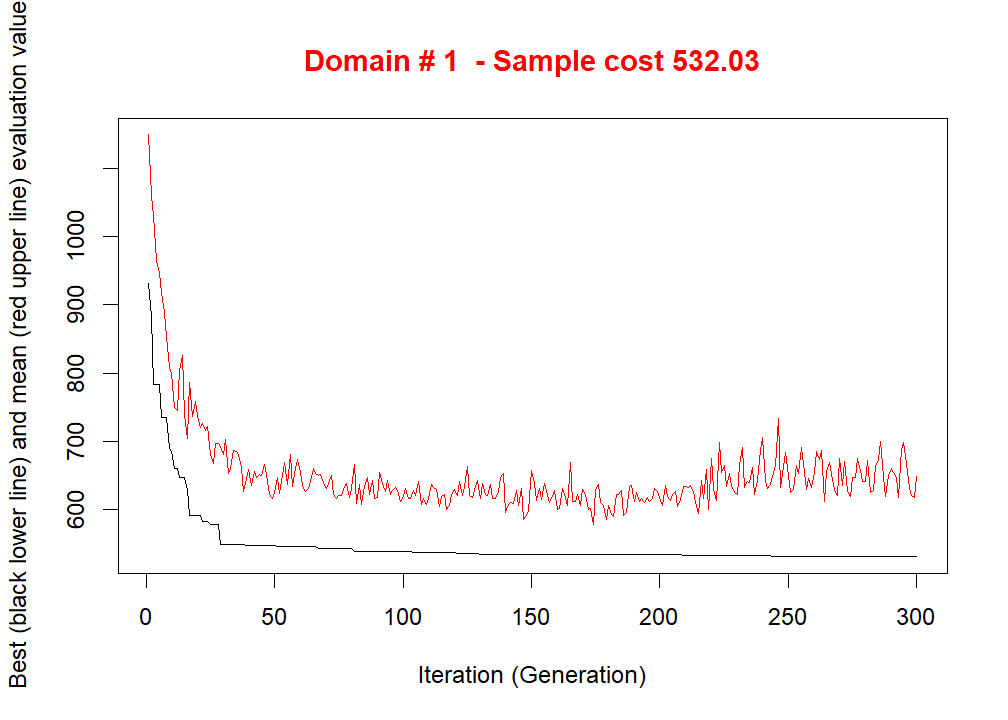 Domain # 1 - Sample cost 532.03
Best (black lower line) and mean (red upper line) evaluation value
1000
900
800
700
600
0 50 100 150 200 250 300
Iteration (Generation)